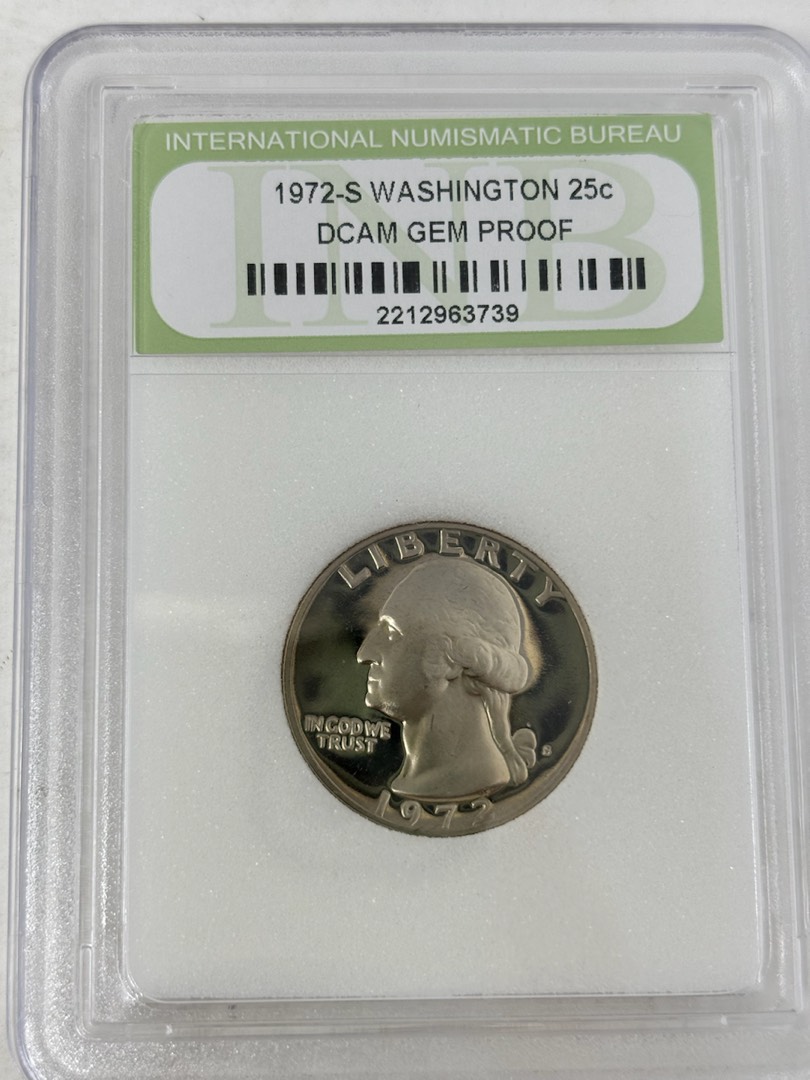 INTERNATIONAL NUMISMATIC BUREAU
INB
1972-S WASHINGTON 25c
DCAM GEM PROOF
2212963739
LIBERTY
IN GOD WE
TRUST
S
1972